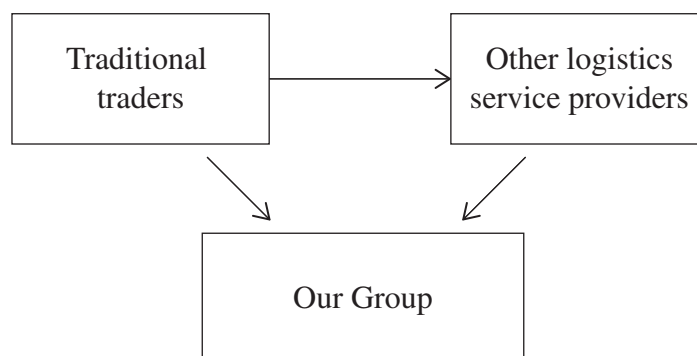 Traditional
traders
Other logistics
service providers
Our Group